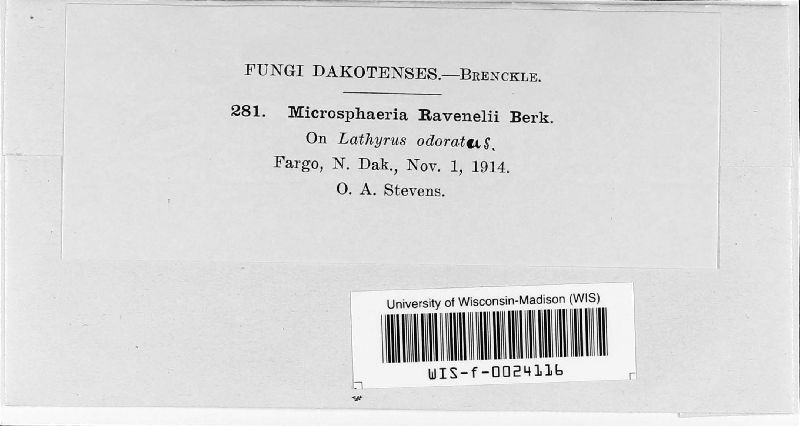 FUNGI DAKOTENSES.—BRENCKLE.
281. Microsphaeria Ravenelii Berk.
On Lathyrus odoratus.
Fargo, N. Dak., Nov. 1, 1914.
O. A. Stevens.
University of Wisconsin-Madison (WIS)
WIS-f-0024116